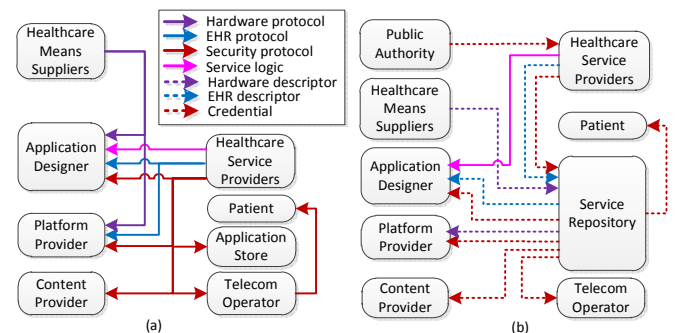 Healthcare
Means
Suppliers
Hardware protocol
EHR protocol
Security protocol
Service logic
Hardware descriptor
EHR descriptor
Credential
Application
Designer
Healthcare
Service
Providers
Patient
Platform
Provider
Application
Store
Content
Provider
Telecom
Operator
(a)
Public
Authority
Healthcare
Service
Providers
Healthcare
Means
Suppliers
Patient
Application
Designer
Service
Repository
Platform
Provider
Content
Provider
Telecom
Operator
(b)